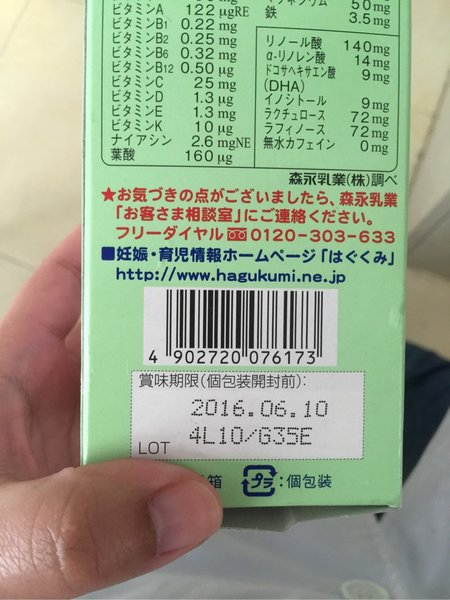 ビタミンA 122 μgRE
ビタミンB1 0.22 mg
ビタミンB2 0.25 mg
ビタミンB6 0.32 mg
ビタミンB12 0.50 μg
ビタミンC 25 mg
ビタミンD 1.3 μg
ビタミンE 1.3 mg
ビタミンK 10 μg
ナイアシン 2.6 mgNE
葉酸 160 μg
50 mg
鉄 3.5 mg
リノール酸 140 mg
α-リノレン酸 14 mg
ドコサヘキサエン酸 9 mg
(DHA)
イノシトール 9 mg
ラクチュロース 72 mg
ラフィノース 72 mg
無水カフェイン 0 mg
森永乳業(株)調べ
★お気づきの点がございましたら、森永乳業
「お客さま相談室」にご連絡ください。
フリーダイヤル 0120-303-633
■妊娠・育児情報ホームページ「はぐくみ」
http://www.hagukumi.ne.jp
4 902720 076173
賞味期限(個包装開封前):
2016.06.10
4L10/G35E
LOT
箱 プラ:個包装